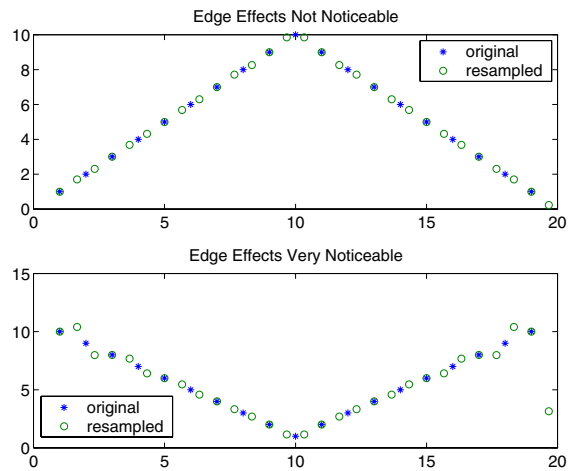 Edge Effects Not Noticeable
10
8
6
4
2
0
original
resampled
0 5 10 15 20
Edge Effects Very Noticeable
15
10
5
0
original
resampled
0 5 10 15 20